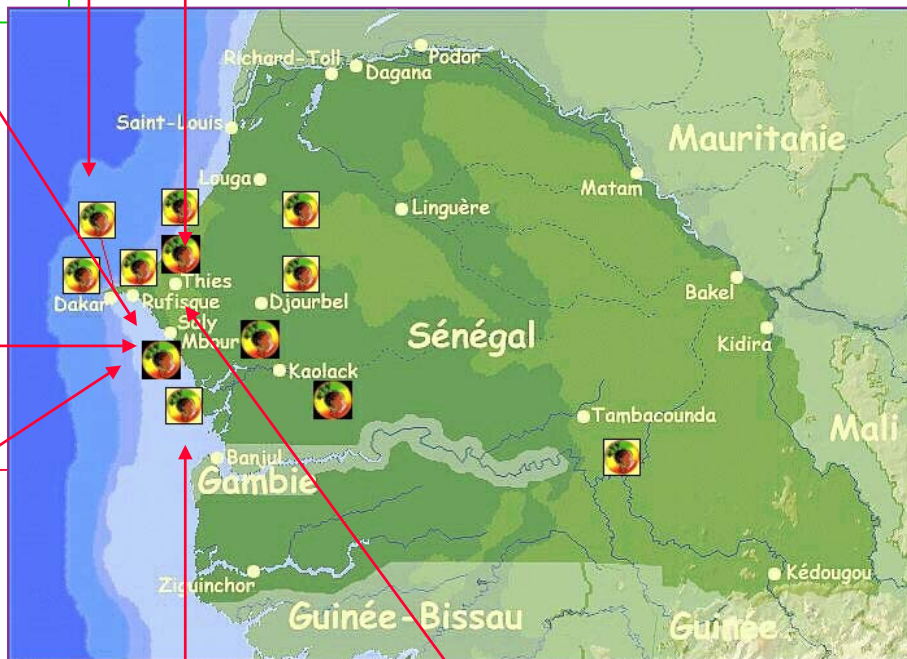 Podor
Richard-Toll
Dagana
Saint-Louis
Mauritanie
Louga
Matam
Linguère
Thies
Bakel
Dakar
Rufisque
Djourbel
Saly
Sénégal
Kidira
Mbour
Kaolack
Tambacounda
Mali
Banjul
Gambie
Ziguinchor
Kédougou
Guinée-Bissau
Guinée